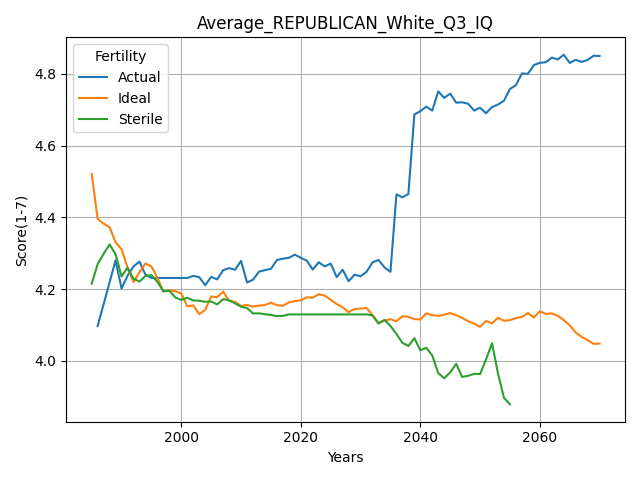 Average_REPUBLICAN_White_Q3_IQ
Fertility
Actual
Ideal
Sterile
Score(1-7)
4.8
4.6
4.4
4.2
4.0
2000
2020
2040
2060
Years